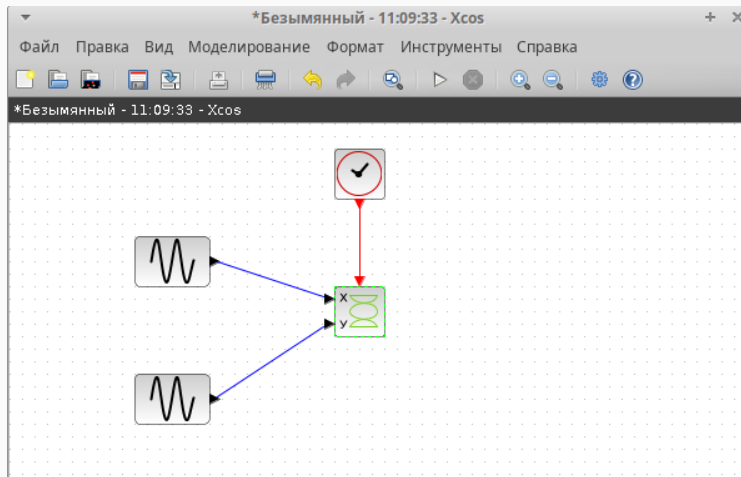 *Безымянный - 11:09:33 - Xcos
Файл Правка Вид Моделирование Формат Инструменты Справка
*Безымянный - 11:09:33 - Xcos
X
У